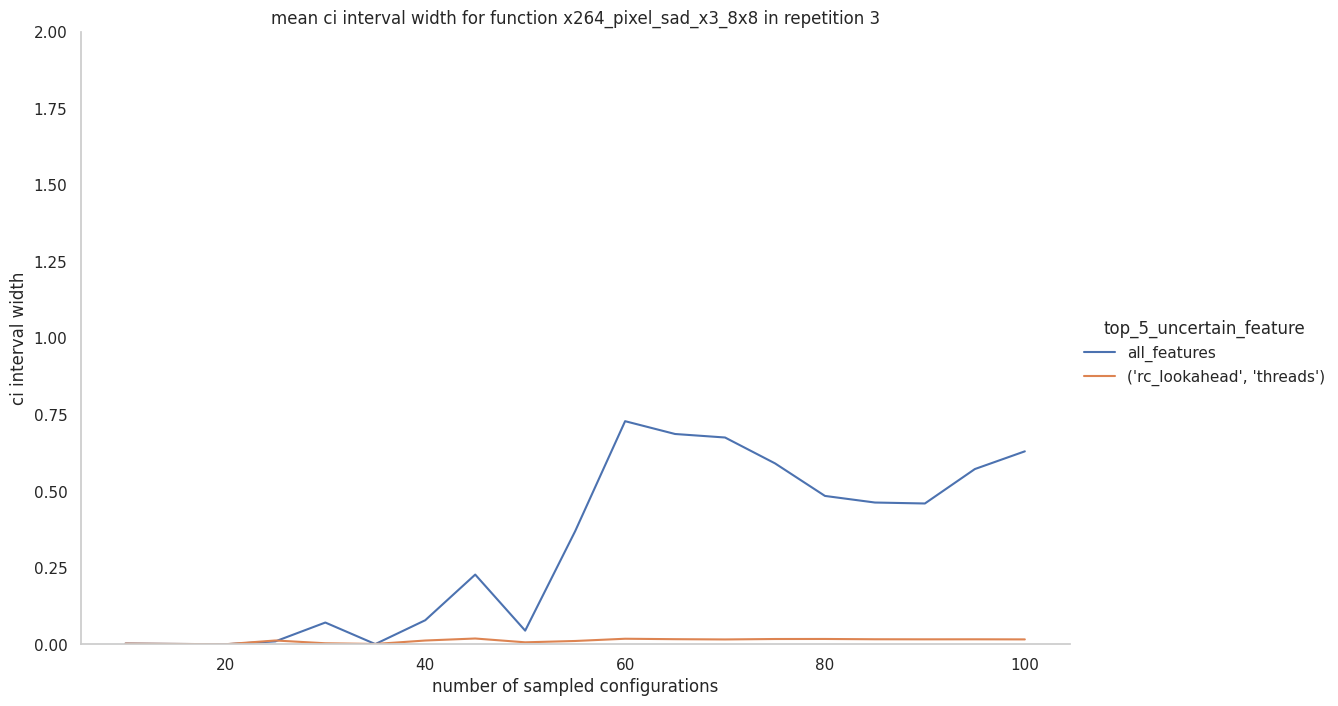 mean ci interval width for function x264_pixel_sad_x3_8x8 in repetition 3
2.00
1.75
1.50
1.25
1.00
0.75
0.50
0.25
0.00
ci interval width
20
40
60
80
100
number of sampled configurations
top_5_uncertain_feature
all_features
('rc_lookahead', 'threads')